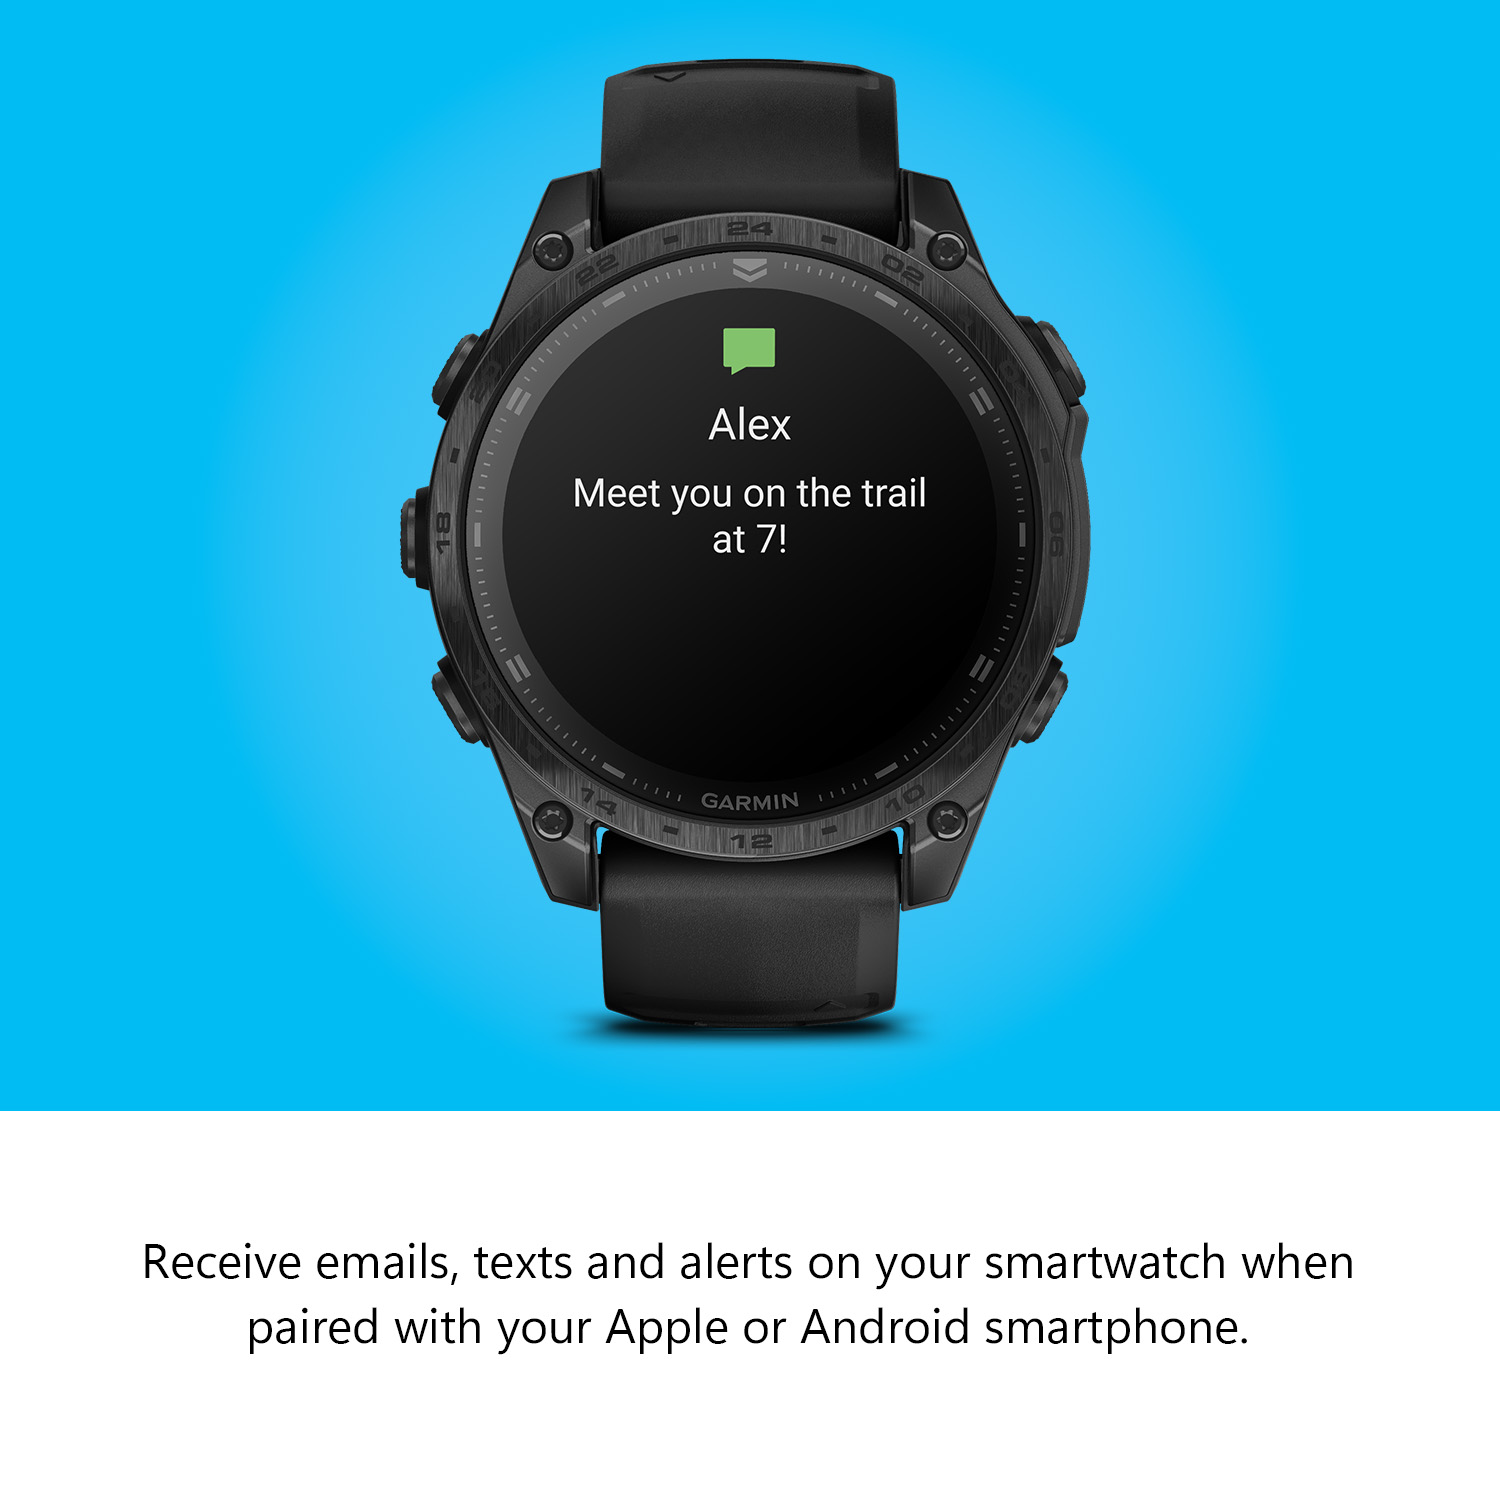 24
22
02
Alex
Meet you on the trail
at 7!
18
06
GARMIN
14
10
12
Receive emails, texts and alerts on your smartwatch when
paired with your Apple or Android smartphone.